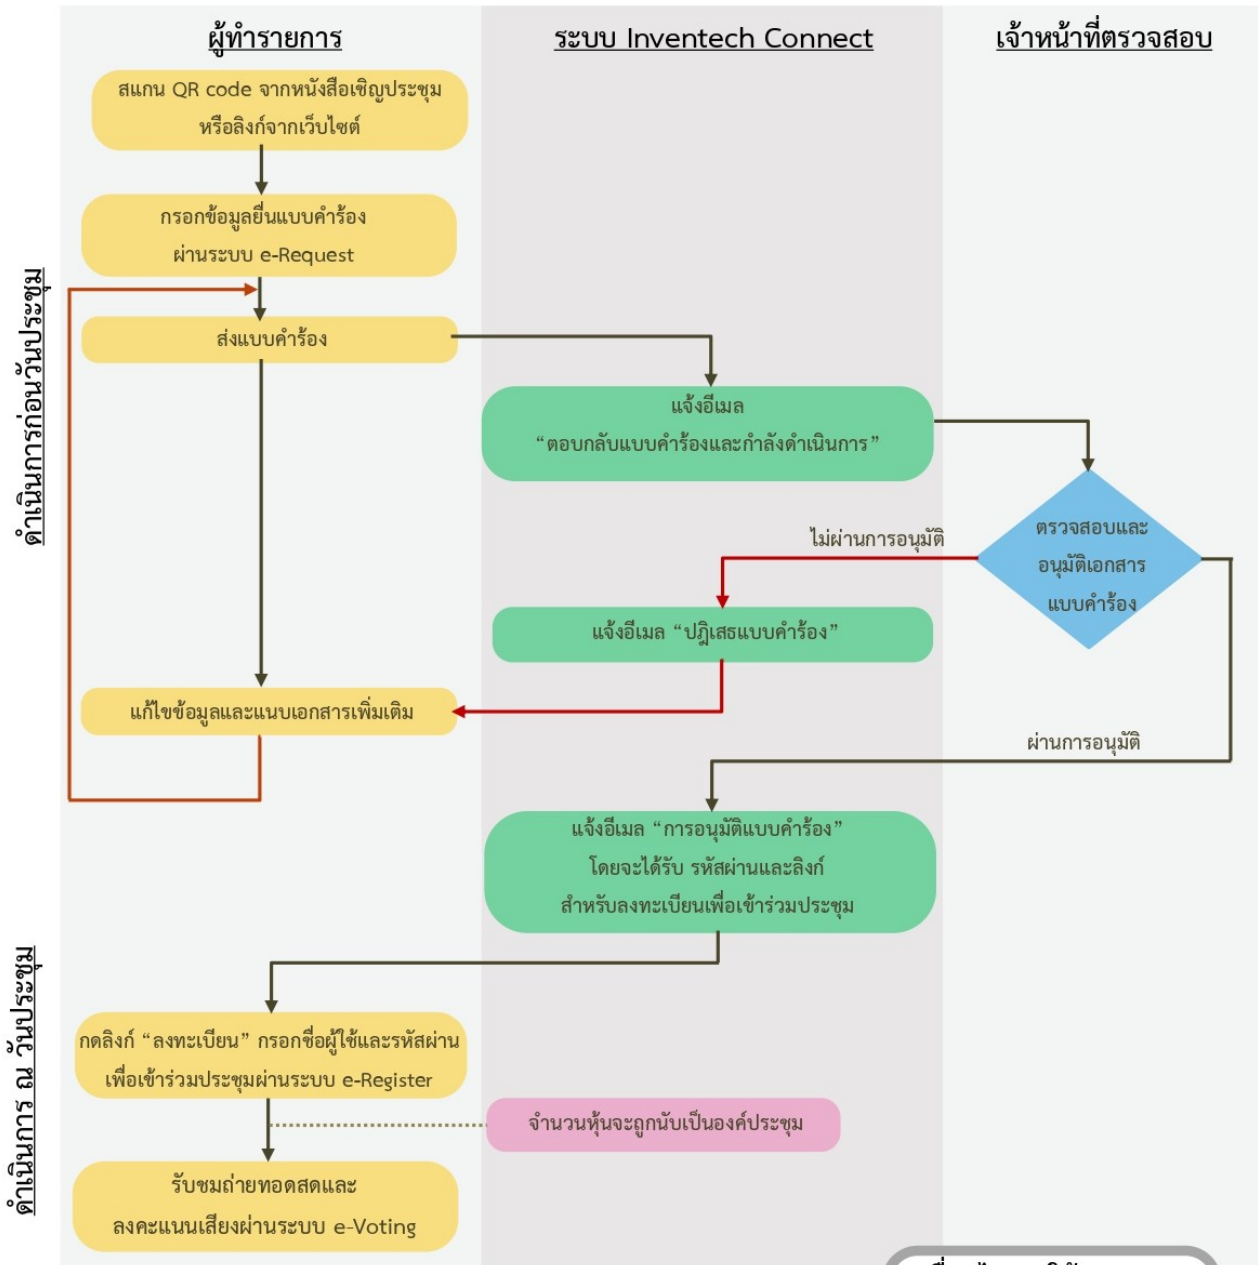 ผู้ทำรายการ
ระบบ Inventech Connect
เจ้าหน้าที่ตรวจสอบ
ดำเนินการก่อนวันประชุม
สแกน QR code จากหนังสือเชิญประชุม
หรือลิงก์จากเว็บไซต์
กรอกข้อมูลยื่นแบบคำร้อง
ผ่านระบบ e-Request
ส่งแบบคำร้อง
แจ้งอีเมล
“ตอบกลับแบบคำร้องและกำลังดำเนินการ”
ตรวจสอบและ
อนุมัติเอกสาร
แบบคำร้อง
ไม่ผ่านการอนุมัติ
แจ้งอีเมล “ปฏิเสธแบบคำร้อง”
แก้ไขข้อมูลและแนบเอกสารเพิ่มเติม
ผ่านการอนุมัติ
แจ้งอีเมล “การอนุมัติแบบคำร้อง”
โดยจะได้รับ รหัสผ่านและลิงก์
สำหรับลงทะเบียนเพื่อเข้าร่วมประชุม
ดำเนินการ ณ วันประชุม
กดลิงก์ “ลงทะเบียน” กรอกชื่อผู้ใช้และรหัสผ่าน
เพื่อเข้าร่วมประชุมผ่านระบบ e-Register
จำนวนหุ้นจะถูกนับเป็นองค์ประชุม
รับชมถ่ายทอดสดและ
ลงคะแนนเสียงผ่านระบบ e-Voting